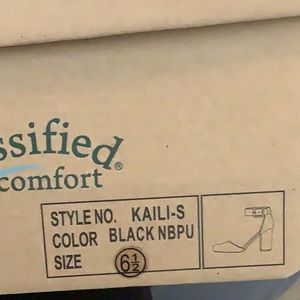 ssified®
comfort
STYLE NO. KAILI-S
COLOR BLACK NBPU
SIZE 6½